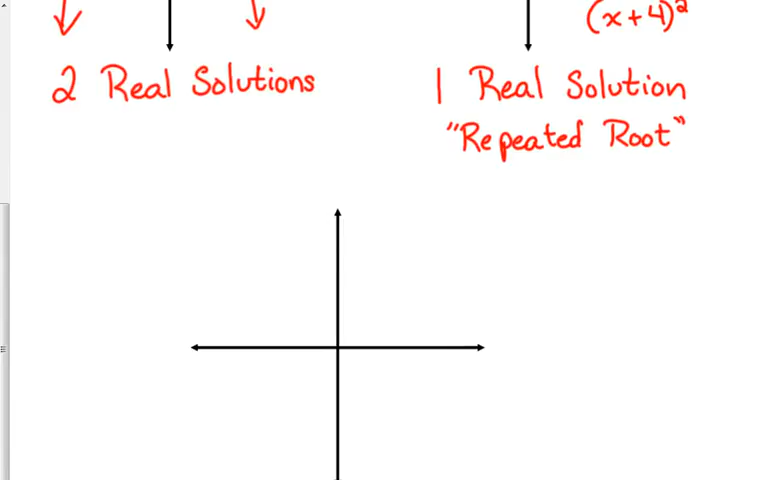 (x+4)²
2 Real Solutions
1 Real Solution
"Repeated Root"